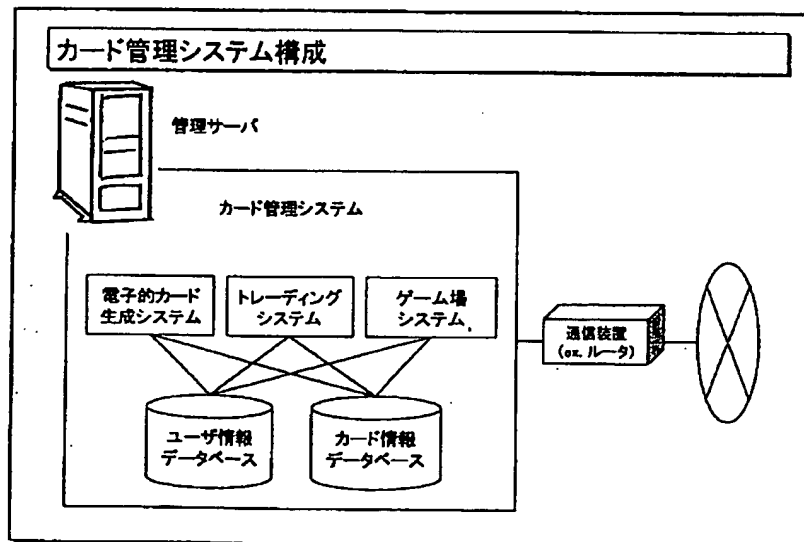 カード管理システム構成
管理サーバ
カード管理システム
電子的カード
生成システム
トレーディング
システム
ゲーム場
システム
通信装置
(ex. ルータ)
ユーザ情報
データベース
カード情報
データベース